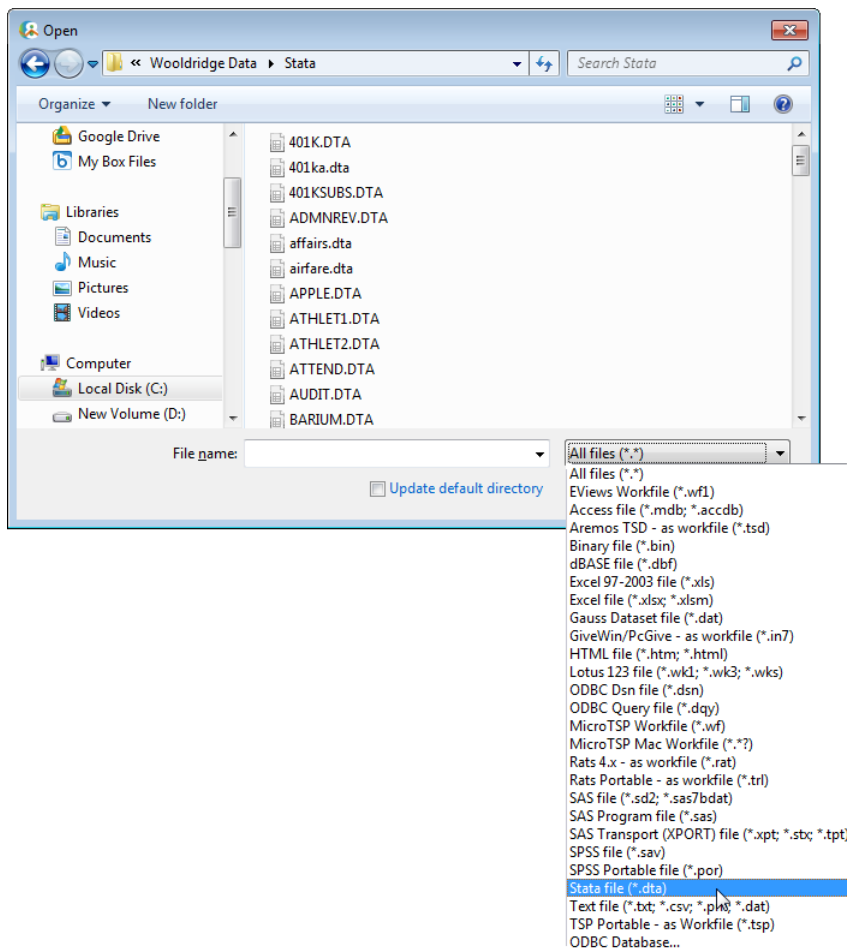 Open
« Wooldridge Data ▸ Stata
Search Stata
Organize
New folder
Google Drive
My Box Files
Libraries
Documents
Music
Pictures
Videos
Computer
Local Disk (C:)
New Volume (D:)
401K.DTA
401ka.dta
401KSUBS.DTA
ADMNREV.DTA
affairs.dta
airfare.dta
APPLE.DTA
ATHLET1.DTA
ATHLET2.DTA
ATTEND.DTA
AUDIT.DTA
BARIUM.DTA
File name:
All files (*.*)
Update default directory
All files (*.*)
EViews Workfile (*.wf1)
Access file (*.mdb; *.accdb)
Aremos TSD - as workfile (*.tsd)
Binary file (*.bin)
dBASE file (*.dbf)
Excel 97-2003 file (*.xls)
Excel file (*.xlsx; *.xlsm)
Gauss Dataset file (*.dat)
GiveWin/PcGive - as workfile (*.in7)
HTML file (*.htm; *.html)
Lotus 123 file (*.wk1; *.wk3; *.wks)
ODBC Dsn file (*.dsn)
ODBC Query file (*.dqy)
MicroTSP Workfile (*.wf)
MicroTSP Mac Workfile (*.*?)
Rats 4.x - as workfile (*.rat)
Rats Portable - as workfile (*.trl)
SAS file (*.sd2; *.sas7bdat)
SAS Program file (*.sas)
SAS Transport (XPORT) file (*.xpt; *.stx; *.tpt)
SPSS file (*.sav)
SPSS Portable file (*.por)
Stata file (*.dta)
Text file (*.txt; *.csv; *.prn; *.dat)
TSP Portable - as Workfile (*.tsp)
ODBC Database...